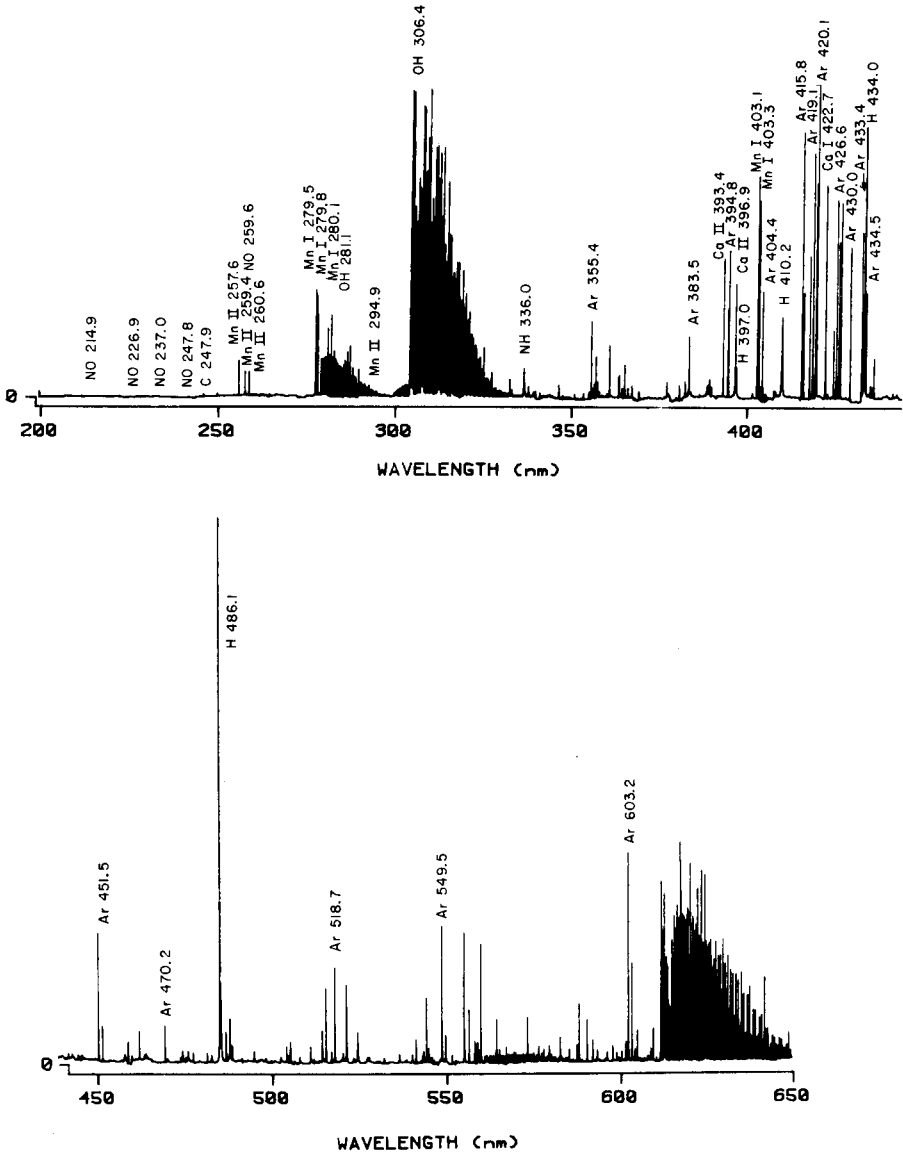 NO 214.9
NO 226.9
NO 237.0
NO 247.8
C 247.9
Mn II 257.6
Mn II 259.4 NO 259.6
Mn II 260.6
Mn I 279.5
Mn I 279.8
Mn I 280.1
OH 281.1
Mn II 294.9
OH 306.4
NH 336.0
Ar 355.4
Ar 383.5
Ca II 393.4
Ar 394.8
Ca II 396.9
H 397.0
Mn I 403.1
Mn I 403.3
Ar 404.4
H 410.2
Ar 415.8
Ar 419.1
Ar 420.1
Ca I 422.7
Ar 426.6
Ar 430.0
Ar 433.4
H 434.0
Ar 434.5
0
200 250 300 350 400
WAVELENGTH (nm)
Ar 451.5
Ar 470.2
H 486.1
Ar 518.7
Ar 549.5
Ar 603.2
0
450 500 550 600 650
WAVELENGTH (nm)